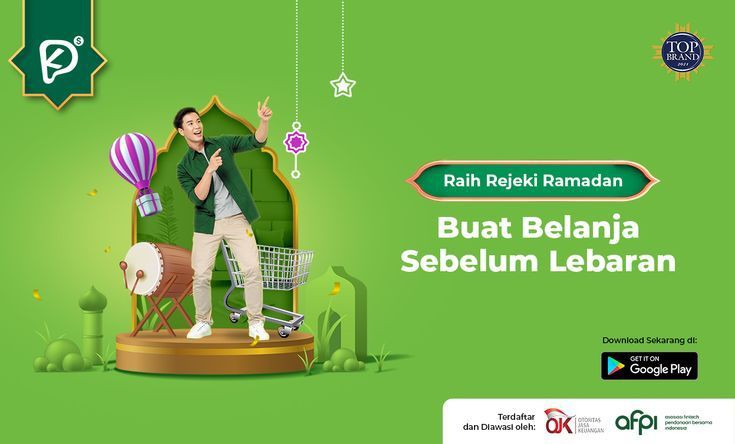 TOP
BRAND
2021
Raih Rejeki Ramadan
Buat Belanja
Sebelum Lebaran
Download Sekarang di:
GET IT ON
Google Play
Terdaftar
dan Diawasi oleh:
OJK
OTORITAS
JASA
KEUANGAN
afpi
asosiasi fintech
pendanaan bersama
indonesia